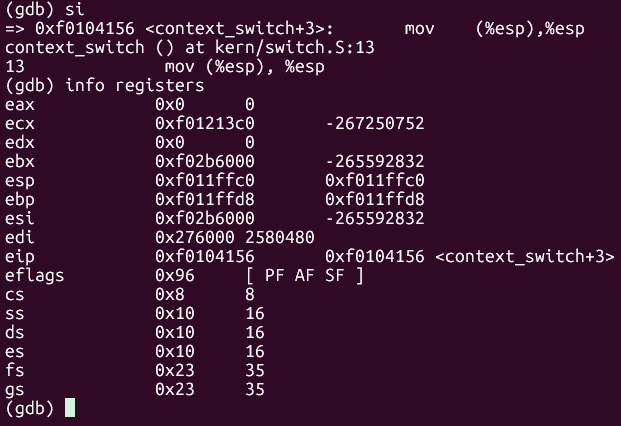 (gdb) si
=> 0xf0104156 <context_switch+3>:	mov    (%esp),%esp
context_switch () at kern/switch.S:13
13		mov (%esp), %esp
(gdb) info registers
eax            0x0	0
ecx            0xf01213c0	-267250752
edx            0x0	0
ebx            0xf02b6000	-265592832
esp            0xf011ffc0	0xf011ffc0
ebp            0xf011ffd8	0xf011ffd8
esi            0xf02b6000	-265592832
edi            0x276000	2580480
eip            0xf0104156	0xf0104156 <context_switch+3>
eflags         0x96	[ PF AF SF ]
cs             0x8	8
ss             0x10	16
ds             0x10	16
es             0x10	16
fs             0x23	35
gs             0x23	35
(gdb)